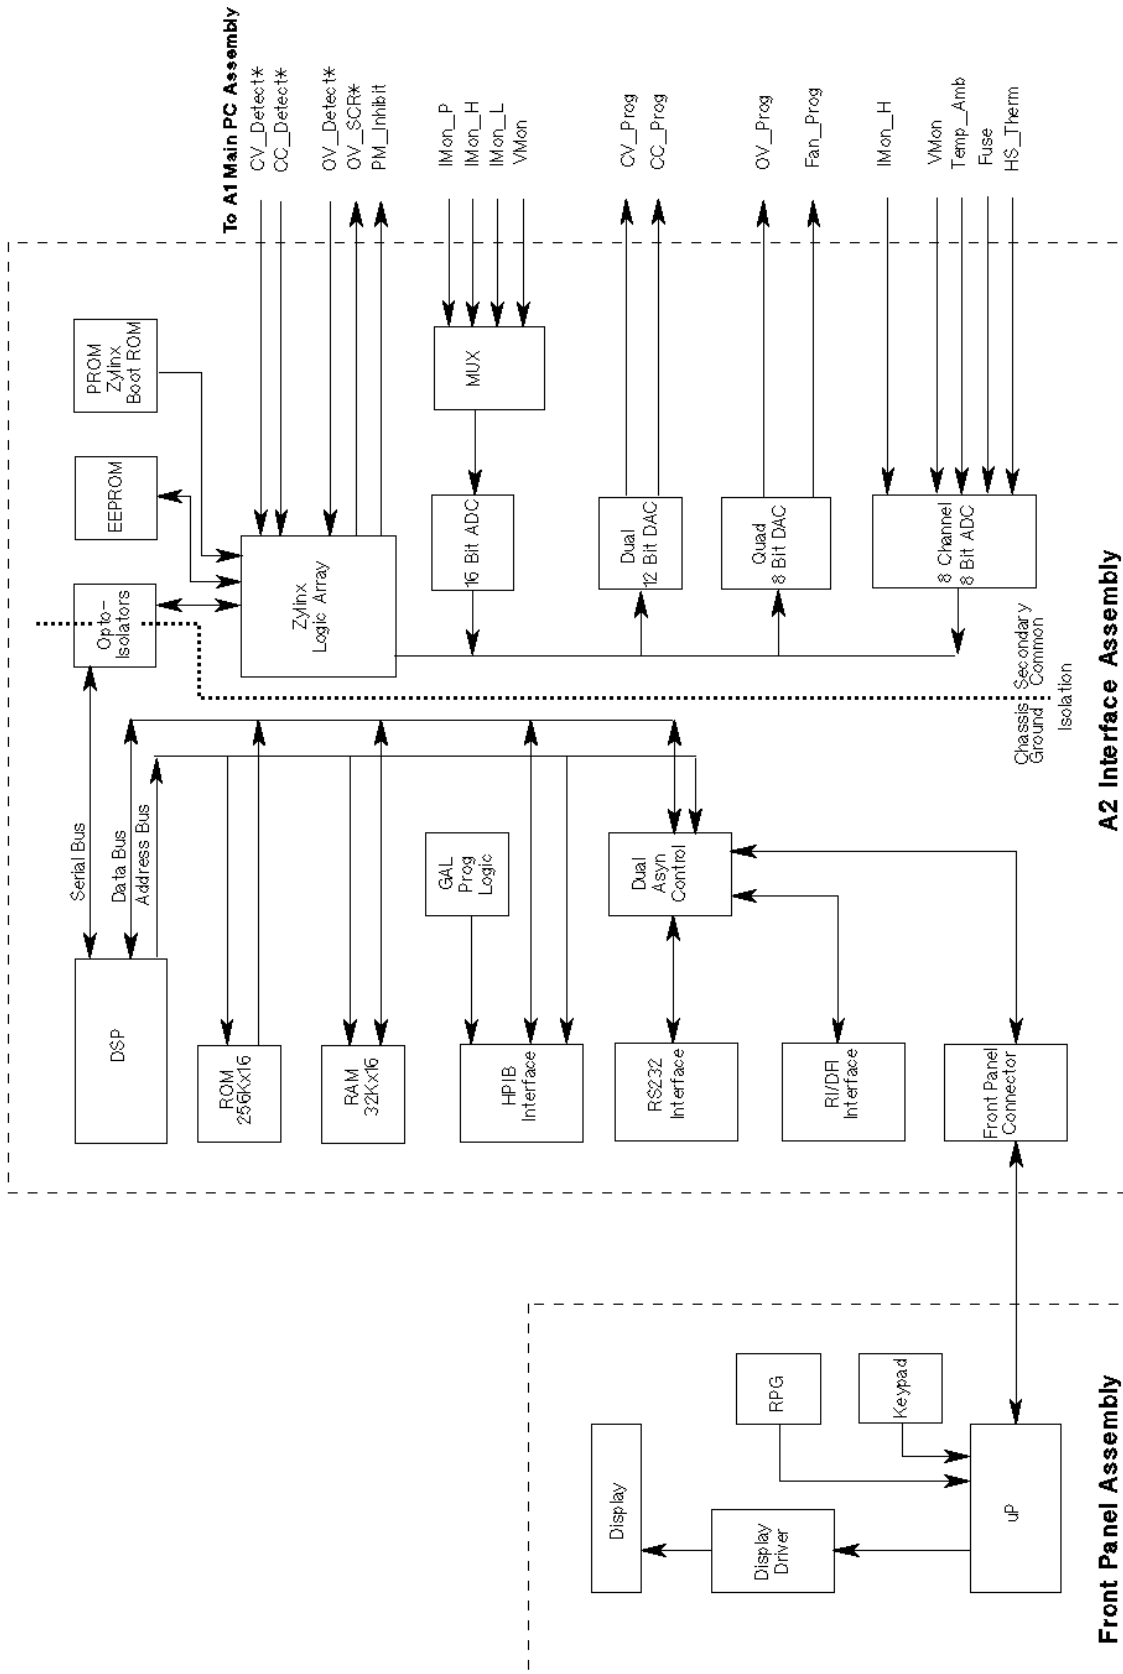 To A1 Main PC Assembly
CV_Detect*
CC_Detect*
OV_Detect*
OV_SCR*
PM_Inhibit
IMon_P
IMon_H
IMon_L
VMon
CV_Prog
CC_Prog
OV_Prog
Fan_Prog
IMon_H
VMon
Temp_Amb
Fuse
HS_Therm
PROM
Zylinx
Boot ROM
EEPROM
Opto-
Isolators
Zylinx
Logic Array
MUX
16 Bit ADC
Dual
12 Bit DAC
Quad
8 Bit DAC
8 Channel
8 Bit ADC
Secondary
Common
Chassis
Ground
Isolation
A2 Interface Assembly
Serial Bus
Data Bus
Address Bus
DSP
ROM
256Kx16
RAM
32Kx16
GAL
Prog
Logic
HPIB
Interface
Dual
Asyn
Control
RS232
Interface
RI/DFI
Interface
Front Panel
Connector
Display
Display
Driver
RPG
Keypad
uP
Front Panel Assembly